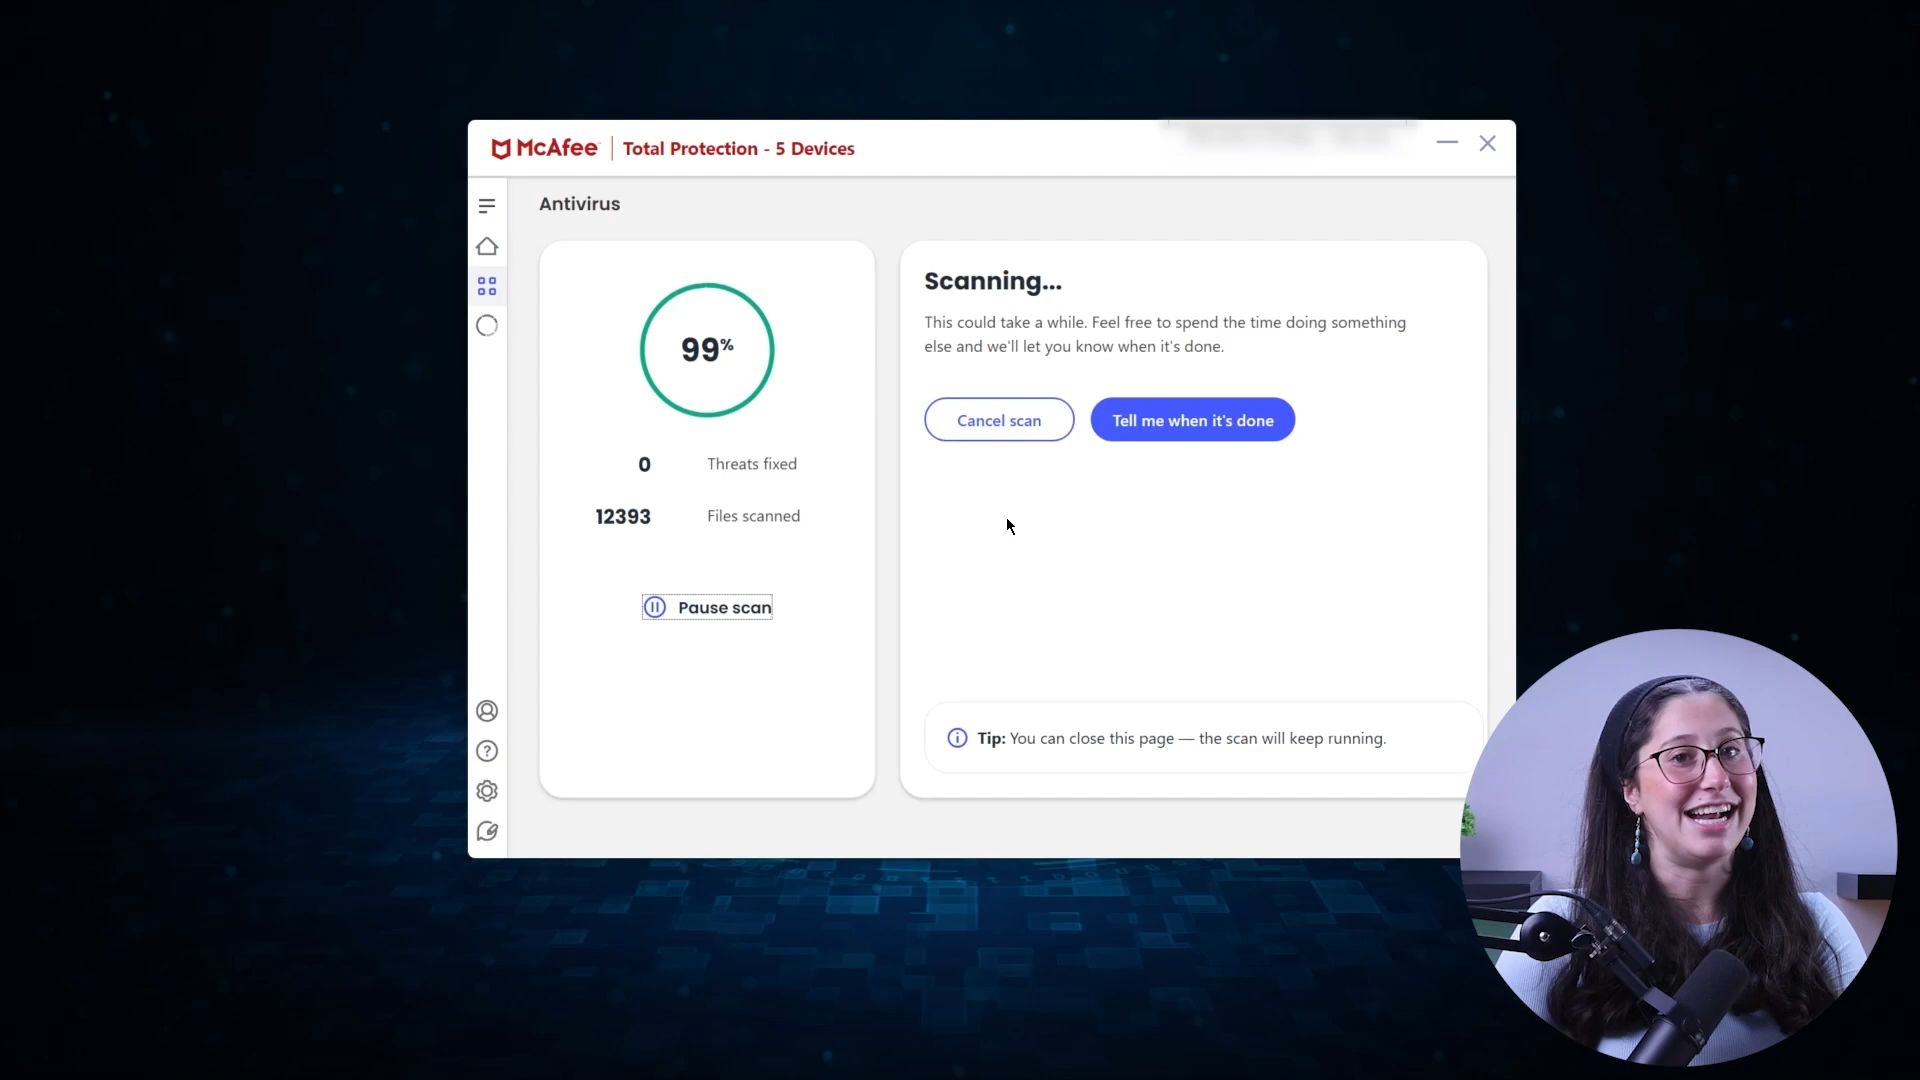 McAfee | Total Protection - 5 Devices
Antivirus
99%
0 Threats fixed
12393 Files scanned
Pause scan
Scanning...
This could take a while. Feel free to spend the time doing something
else and we'll let you know when it's done.
Cancel scan
Tell me when it's done
Tip: You can close this page — the scan will keep running.